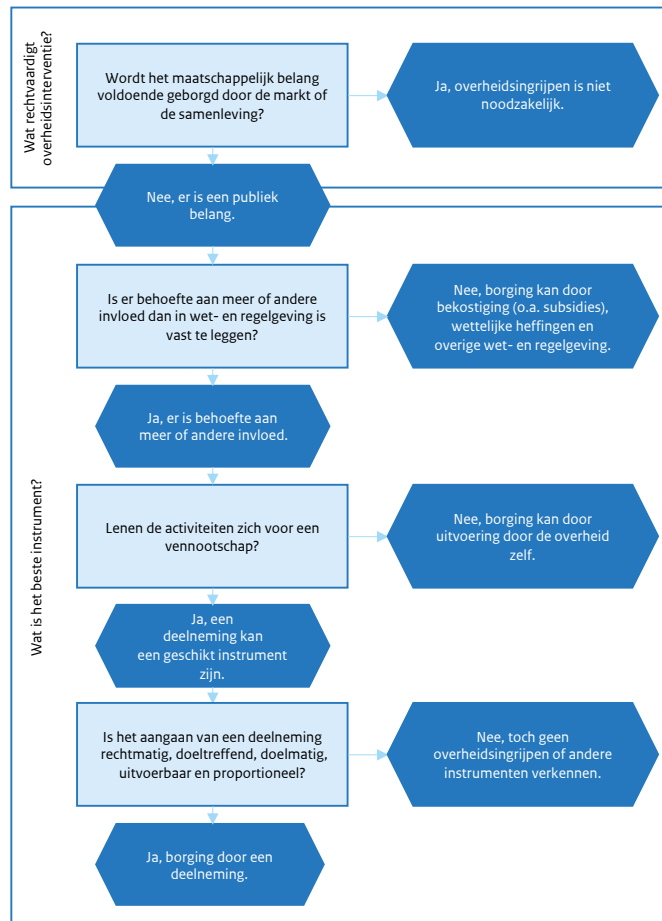 Wat rechtvaardigt
overheidsinterventie?
Wordt het maatschappelijk belang
voldoende geborgd door de markt of
de samenleving?
Ja, overheidsingrijpen is niet
noodzakelijk.
Nee, er is een publiek
belang.
Wat is het beste instrument?
Is er behoefte aan meer of andere
invloed dan in wet- en regelgeving is
vast te leggen?
Nee, borging kan door
bekostiging (o.a. subsidies),
wettelijke heffingen en
overige wet- en regelgeving.
Ja, er is behoefte aan
meer of andere invloed.
Lenen de activiteiten zich voor een
vennootschap?
Nee, borging kan door
uitvoering door de overheid
zelf.
Ja, een
deelneming kan
een geschikt instrument
zijn.
Is het aangaan van een deelneming
rechtmatig, doeltreffend, doelmatig,
uitvoerbaar en proportioneel?
Nee, toch geen
overheidsingrijpen of andere
instrumenten verkennen.
Ja, borging door een
deelneming.